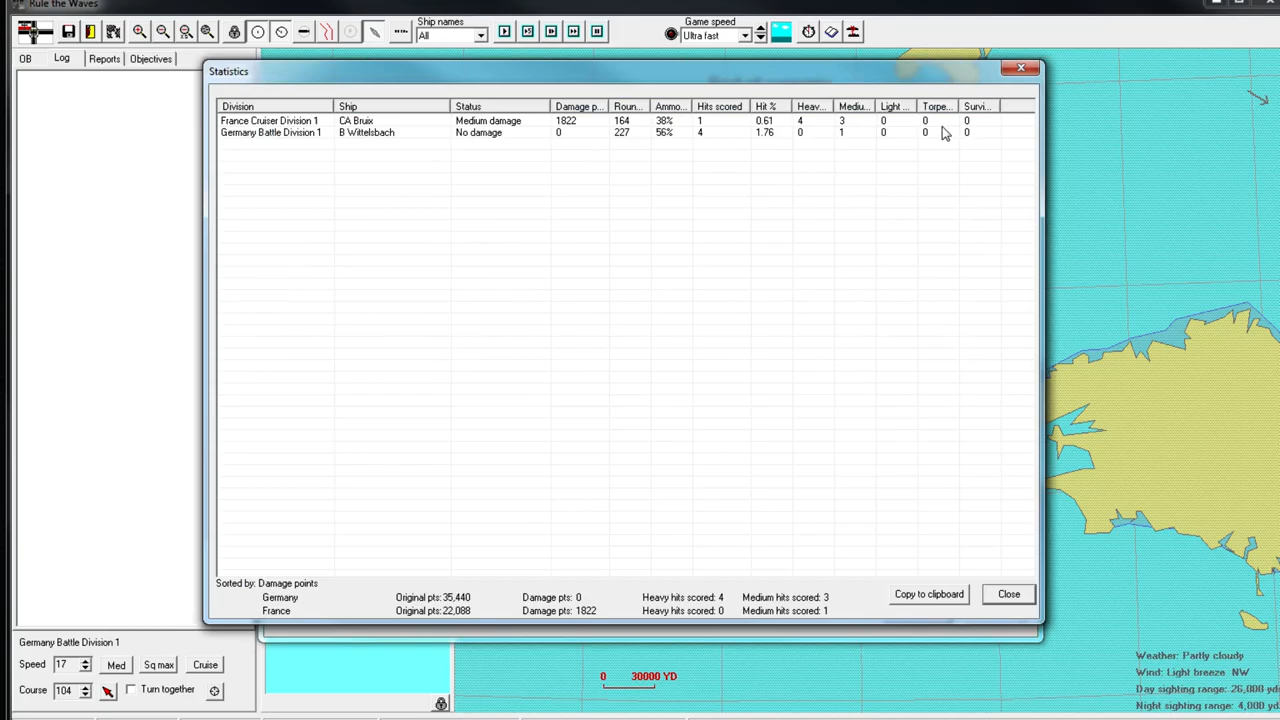 Rule the Waves
Ship names
All
Game speed
Ultra fast
OB Log Reports Objectives
Statistics
Division Ship Status Damage p... Roun... Ammo... Hits scored Hit % Heav... Mediu... Light ... Torpe... Survi...
France Cruiser Division 1 CA Bruix Medium damage 1822 164 38% 1 0.61 4 3 0 0 0
Germany Battle Division 1 B Wittelsbach No damage 0 227 56% 4 1.76 0 1 0 0 0
Sorted by: Damage points
Germany Original pts: 35,440 Damage pts: 0 Heavy hits scored: 4 Medium hits scored: 3
France Original pts: 22,088 Damage pts: 1822 Heavy hits scored: 0 Medium hits scored: 1
Copy to clipboard Close
Germany Battle Division 1
Speed 17 Med Sq max Cruise
Course 104 Turn together
0 30000 YD
Weather: Partly cloudy
Wind: Light breeze NW
Day sighting range: 26,000 yds
Night sighting range: 4,000 yds